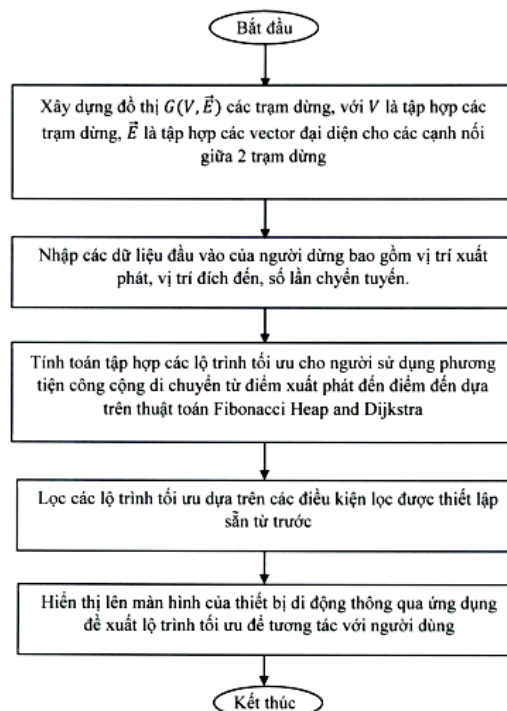 Bắt đầu
Xây dựng đồ thị G(V, E⃗) các trạm dừng, với V là tập hợp các
trạm dừng, E⃗ là tập hợp các vector đại diện cho các cạnh nối
giữa 2 trạm dừng
Nhập các dữ liệu đầu vào của người dừng bao gồm vị trí xuất
phát, vị trí đích đến, số lần chyển tuyến.
Tính toán tập hợp các lộ trình tối ưu cho người sử dụng phương
tiện công cộng di chuyển từ điểm xuất phát đến điểm đến dựa
trên thuật toán Fibonacci Heap and Dijkstra
Lọc các lộ trình tối ưu dựa trên các điều kiện lọc được thiết lập
sẵn từ trước
Hiển thị lên màn hình của thiết bị di động thông qua ứng dụng
đề xuất lộ trình tối ưu để tương tác với người dùng
Kết thúc